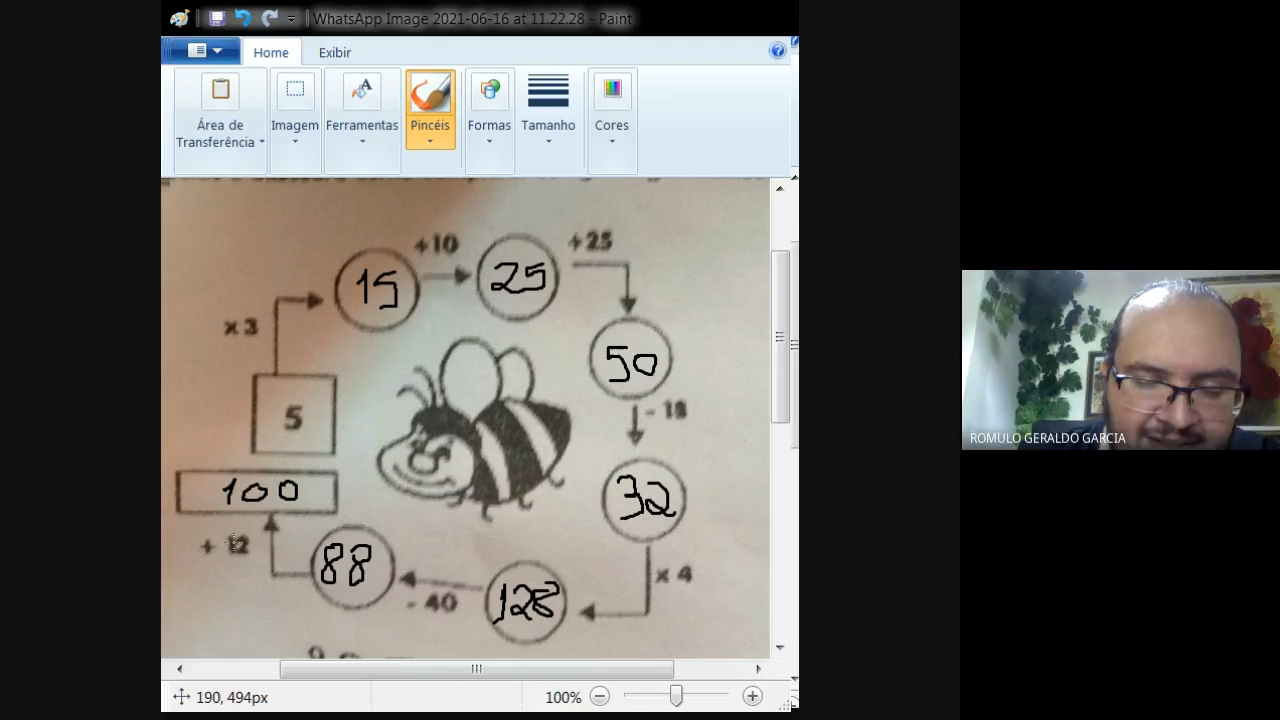 WhatsApp Image 2021-06-16 at 11.22.28 - Paint
Home Exibir
Área de Transferência
Imagem
Ferramentas
Pincéis
Formas
Tamanho
Cores
+10
+25
15
25
x 3
50
5
- 18
100
32
+ 12
88
x 4
- 40
128
190, 494px
100%
ROMULO GERALDO GARCIA